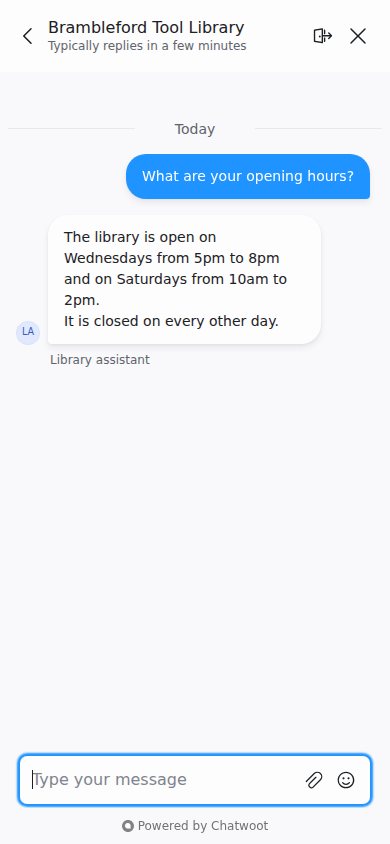 Brambleford Tool Library
Typically replies in a few minutes
Today
What are your opening hours?
The library is open on
Wednesdays from 5pm to 8pm
and on Saturdays from 10am to
2pm.
It is closed on every other day.
LA
Library assistant
Type your message
Powered by Chatwoot